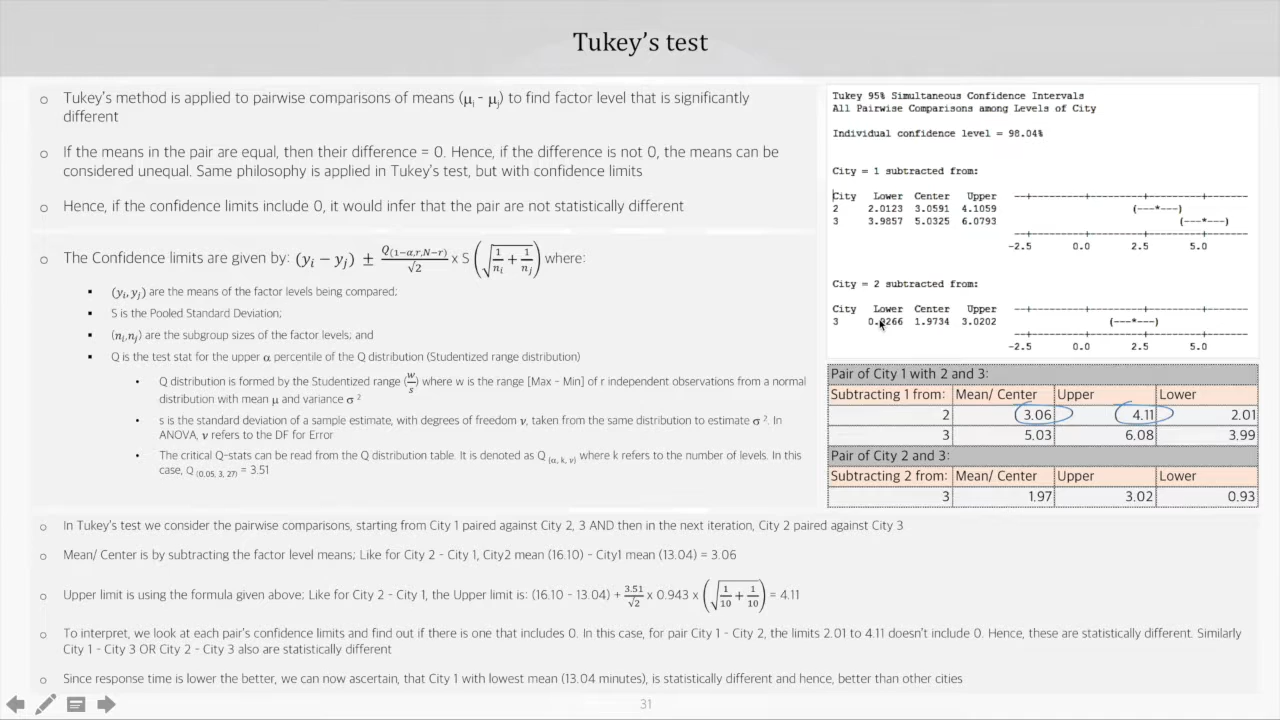 Tukey's test
o Tukey's method is applied to pairwise comparisons of means (μi - μj) to find factor level that is significantly
different
o If the means in the pair are equal, then their difference = 0. Hence, if the difference is not 0, the means can be
considered unequal. Same philosophy is applied in Tukey's test, but with confidence limits
o Hence, if the confidence limits include 0, it would infer that the pair are not statistically different
o The Confidence limits are given by: (yi − yj) ± Q(1−α,r,N−r)/√2 x S (√(1/ni + 1/nj)) where:
▪ (yi,yj) are the means of the factor levels being compared;
▪ S is the Pooled Standard Deviation;
▪ (ni,nj) are the subgroup sizes of the factor levels; and
▪ Q is the test stat for the upper α percentile of the Q distribution (Studentized range distribution)
• Q distribution is formed by the Studentized range (w/s) where w is the range [Max - Min] of r independent observations from a normal
distribution with mean μ and variance σ 2
• s is the standard deviation of a sample estimate, with degrees of freedom ν, taken from the same distribution to estimate σ 2. In
ANOVA, ν refers to the DF for Error
• The critical Q-stats can be read from the Q distribution table. It is denoted as Q (α, k, ν) where k refers to the number of levels. In this
case, Q (0.05, 3, 27) = 3.51
Tukey 95% Simultaneous Confidence Intervals
All Pairwise Comparisons among Levels of City
Individual confidence level = 98.04%
City = 1 subtracted from:
City Lower Center Upper
2 2.0123 3.0591 4.1059
3 3.9857 5.0325 6.0793
-2.5 0.0 2.5 5.0
City = 2 subtracted from:
City Lower Center Upper
3 0.9266 1.9734 3.0202
-2.5 0.0 2.5 5.0
Pair of City 1 with 2 and 3:
Subtracting 1 from: Mean/ Center Upper Lower
2 3.06 4.11 2.01
3 5.03 6.08 3.99
Pair of City 2 and 3:
Subtracting 2 from: Mean/ Center Upper Lower
3 1.97 3.02 0.93
o In Tukey's test we consider the pairwise comparisons, starting from City 1 paired against City 2, 3 AND then in the next iteration, City 2 paired against City 3
o Mean/ Center is by subtracting the factor level means; Like for City 2 - City 1, City2 mean (16.10) - City1 mean (13.04) = 3.06
o Upper limit is using the formula given above; Like for City 2 - City 1, the Upper limit is: (16.10 - 13.04) + 3.51/√2 x 0.943 x (√(1/10 + 1/10)) = 4.11
o To interpret, we look at each pair's confidence limits and find out if there is one that includes 0. In this case, for pair City 1 - City 2, the limits 2.01 to 4.11 doesn't include 0. Hence, these are statistically different. Similarly
City 1 - City 3 OR City 2 - City 3 also are statistically different
o Since response time is lower the better, we can now ascertain, that City 1 with lowest mean (13.04 minutes), is statistically different and hence, better than other cities
31